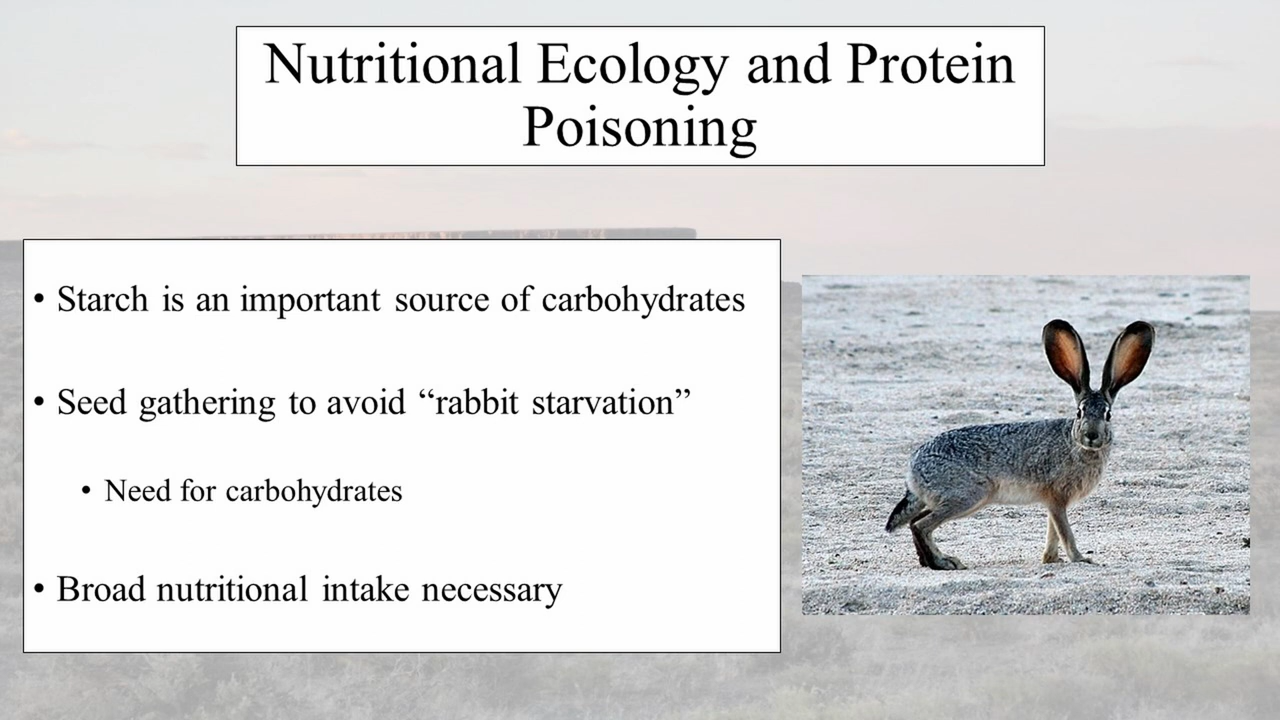 Nutritional Ecology and Protein
Poisoning
• Starch is an important source of carbohydrates
• Seed gathering to avoid “rabbit starvation”
• Need for carbohydrates
• Broad nutritional intake necessary